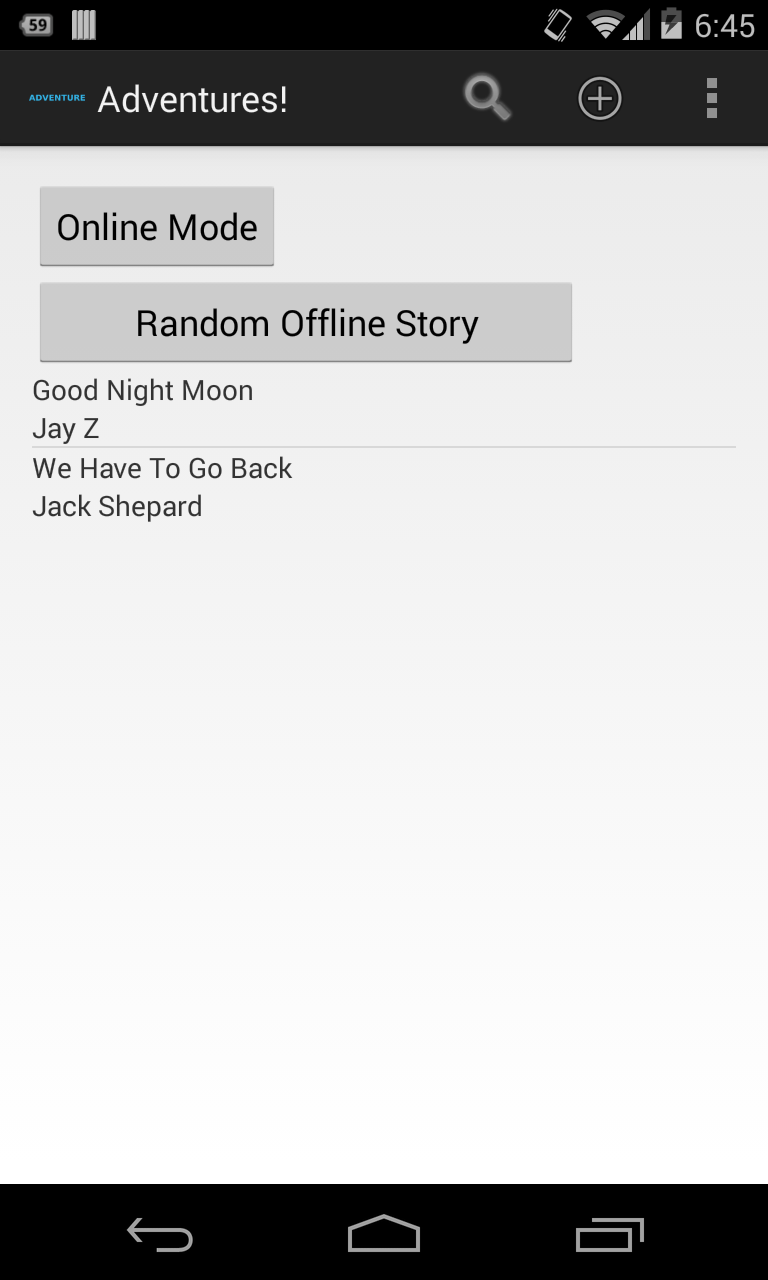 59
6:45
ADVENTURE Adventures!
Online Mode
Random Offline Story
Good Night Moon
Jay Z
We Have To Go Back
Jack Shepard